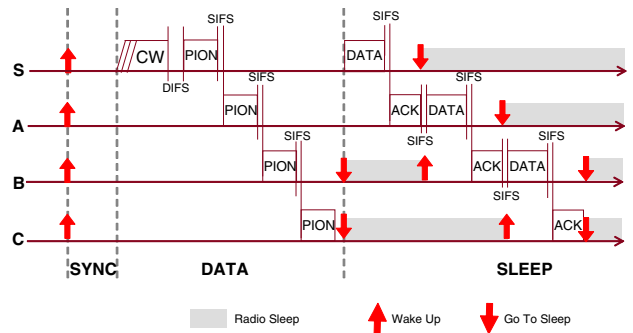 SIFS SIFS
S CW PION DATA
DIFS SIFS SIFS
A PION ACK DATA
SIFS SIFS SIFS
B PION ACK DATA
SIFS
C PION ACK
SYNC DATA SLEEP
Radio Sleep Wake Up Go To Sleep